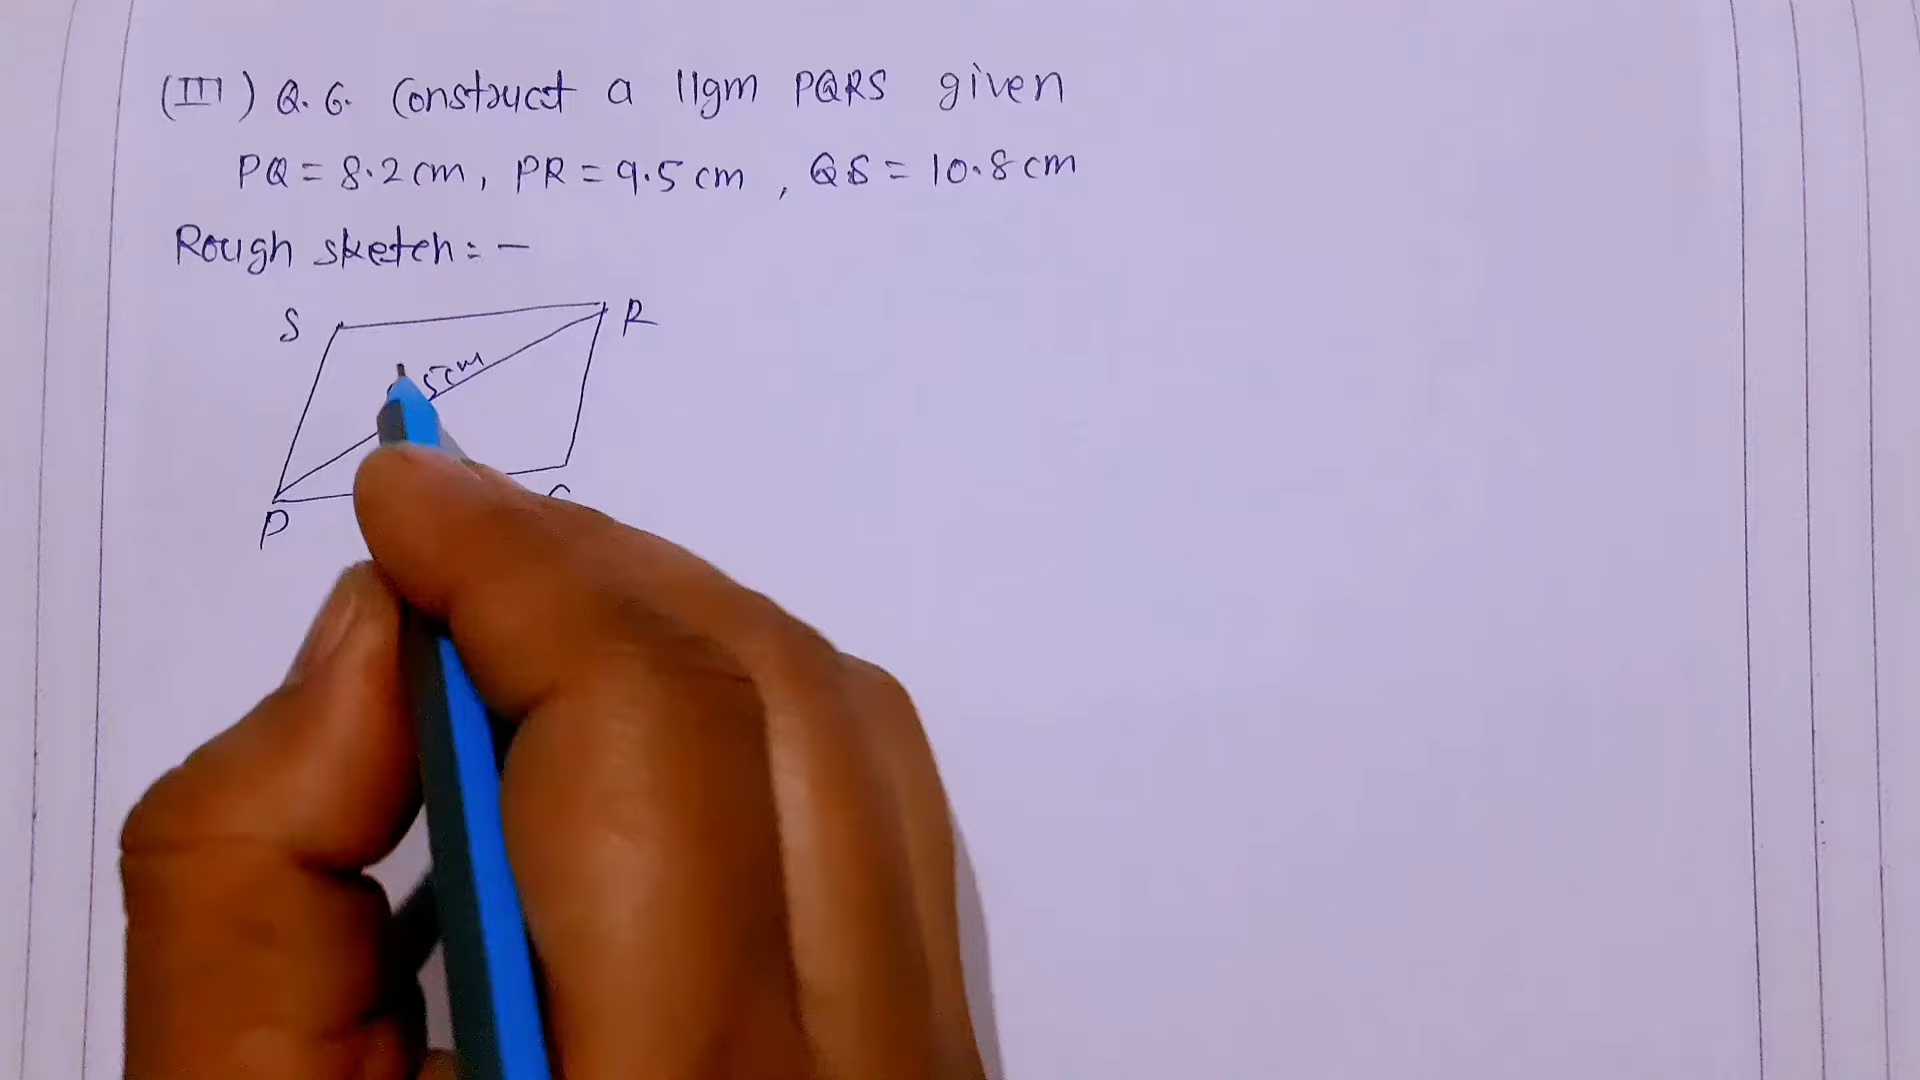 (III) Q. 6. Construct a llgm PQRS given
PQ = 8.2 cm, PR = 9.5 cm, QS = 10.8 cm
Rough sketch: -
S
R
5cm
P